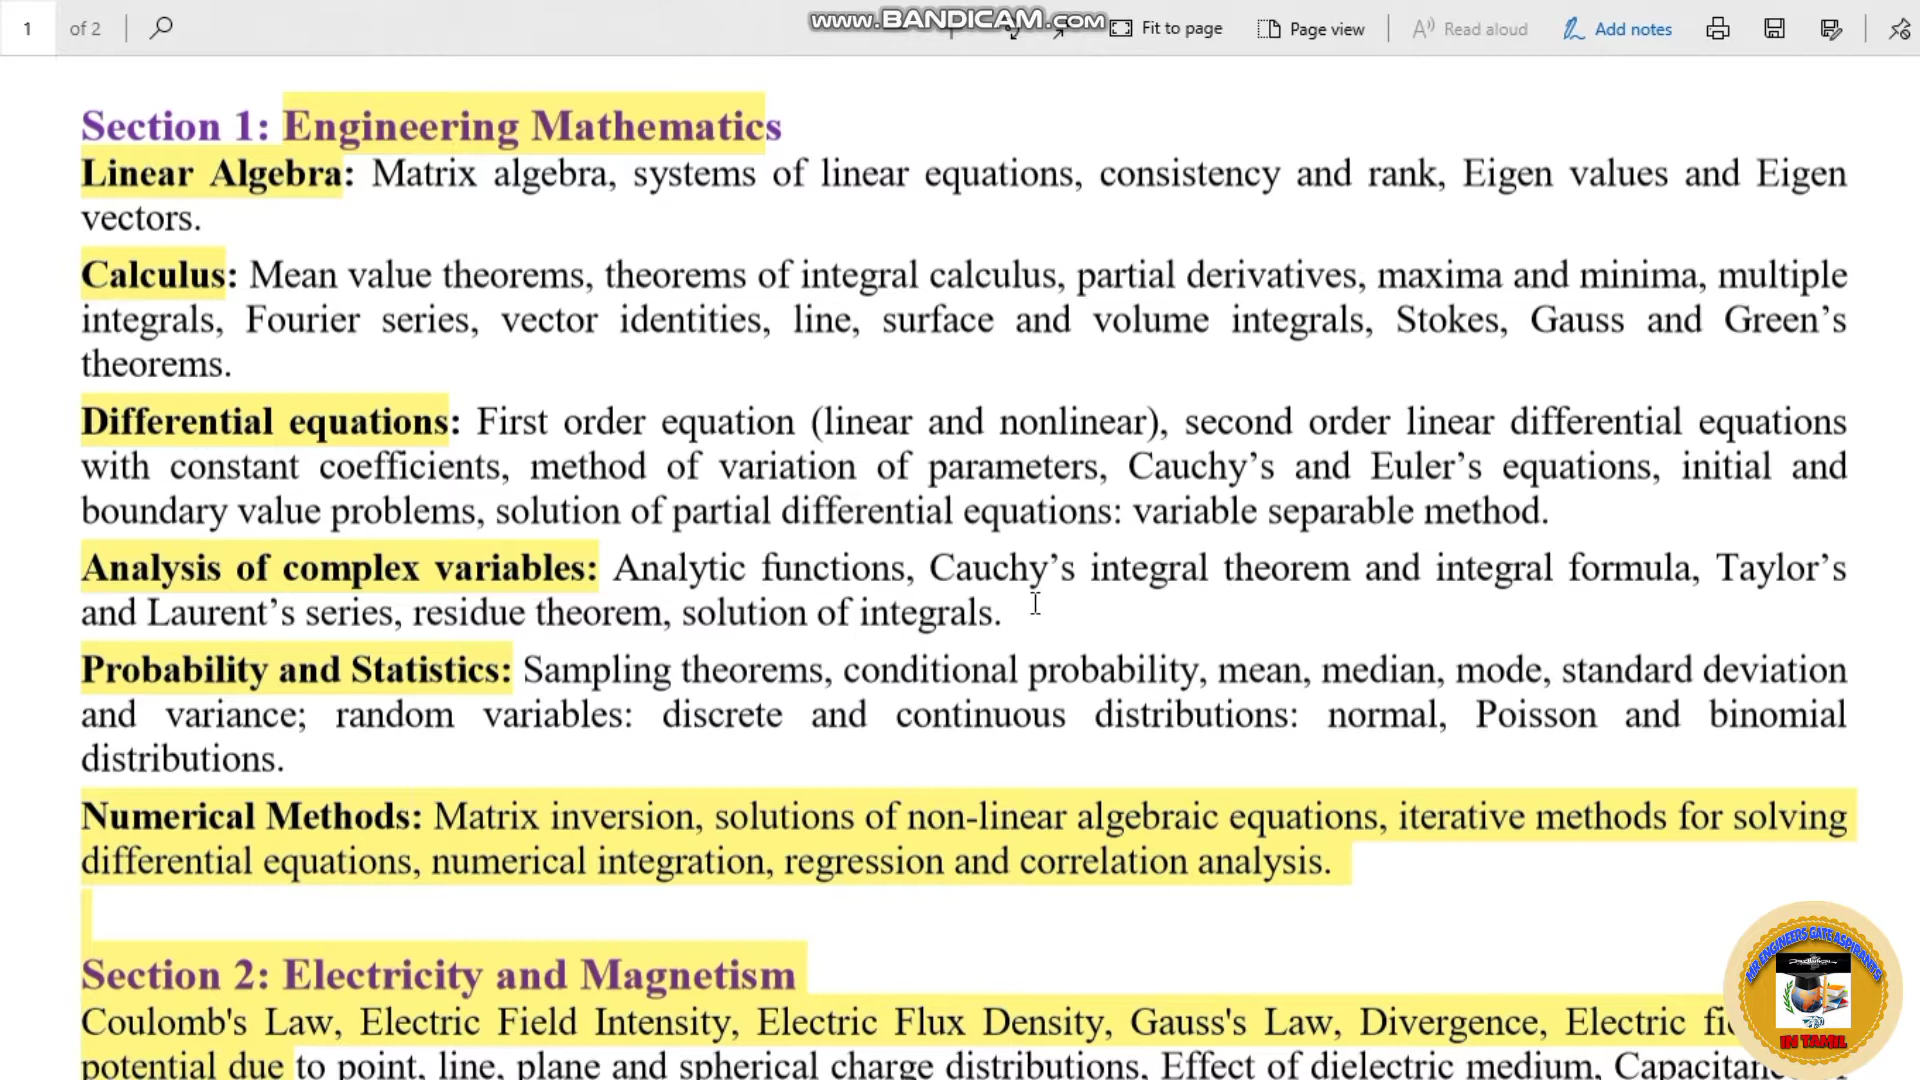 1 of 2 www.BANDICAM.com Fit to page Page view Read aloud Add notes
Section 1: Engineering Mathematics
Linear Algebra: Matrix algebra, systems of linear equations, consistency and rank, Eigen values and Eigen
vectors.
Calculus: Mean value theorems, theorems of integral calculus, partial derivatives, maxima and minima, multiple
integrals, Fourier series, vector identities, line, surface and volume integrals, Stokes, Gauss and Green's
theorems.
Differential equations: First order equation (linear and nonlinear), second order linear differential equations
with constant coefficients, method of variation of parameters, Cauchy's and Euler's equations, initial and
boundary value problems, solution of partial differential equations: variable separable method.
Analysis of complex variables: Analytic functions, Cauchy's integral theorem and integral formula, Taylor's
and Laurent's series, residue theorem, solution of integrals.
Probability and Statistics: Sampling theorems, conditional probability, mean, median, mode, standard deviation
and variance; random variables: discrete and continuous distributions: normal, Poisson and binomial
distributions.
Numerical Methods: Matrix inversion, solutions of non-linear algebraic equations, iterative methods for solving
differential equations, numerical integration, regression and correlation analysis.
Section 2: Electricity and Magnetism
Coulomb's Law, Electric Field Intensity, Electric Flux Density, Gauss's Law, Divergence, Electric
potential due to point, line, plane and spherical charge distributions, Effect of dielectric medium,
MR ENGINEERS GATE ASPIRANTS
IN TAMIL